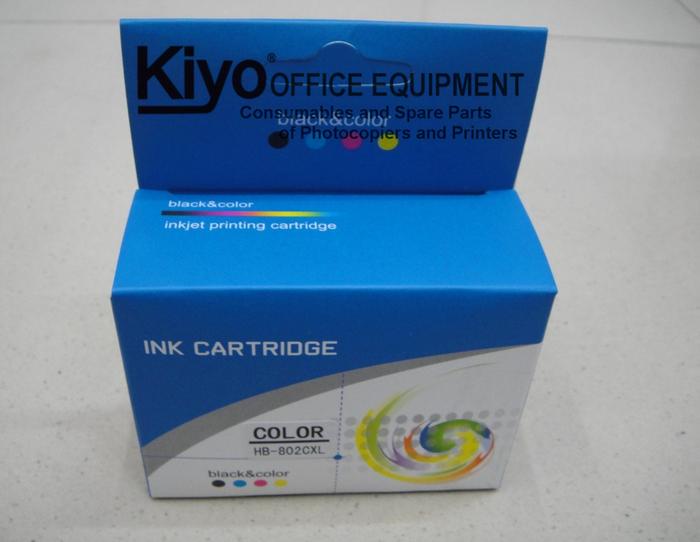 Kiyo® OFFICE EQUIPMENT
Consumables and Spare Parts
of Photocopiers and Printers
black&color
black&color
inkjet printing cartridge
INK CARTRIDGE
COLOR
HB-802CXL
black&color